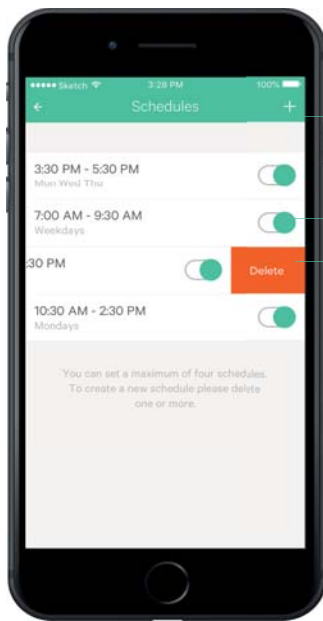 Sketch 3:28 PM 100%
Schedules
3:30 PM - 5:30 PM
Mon Wed Thu
7:00 AM - 9:30 AM
Weekdays
:30 PM Delete
10:30 AM - 2:30 PM
Mondays
You can set a maximum of four schedules.
To create a new schedule please delete
one or more.